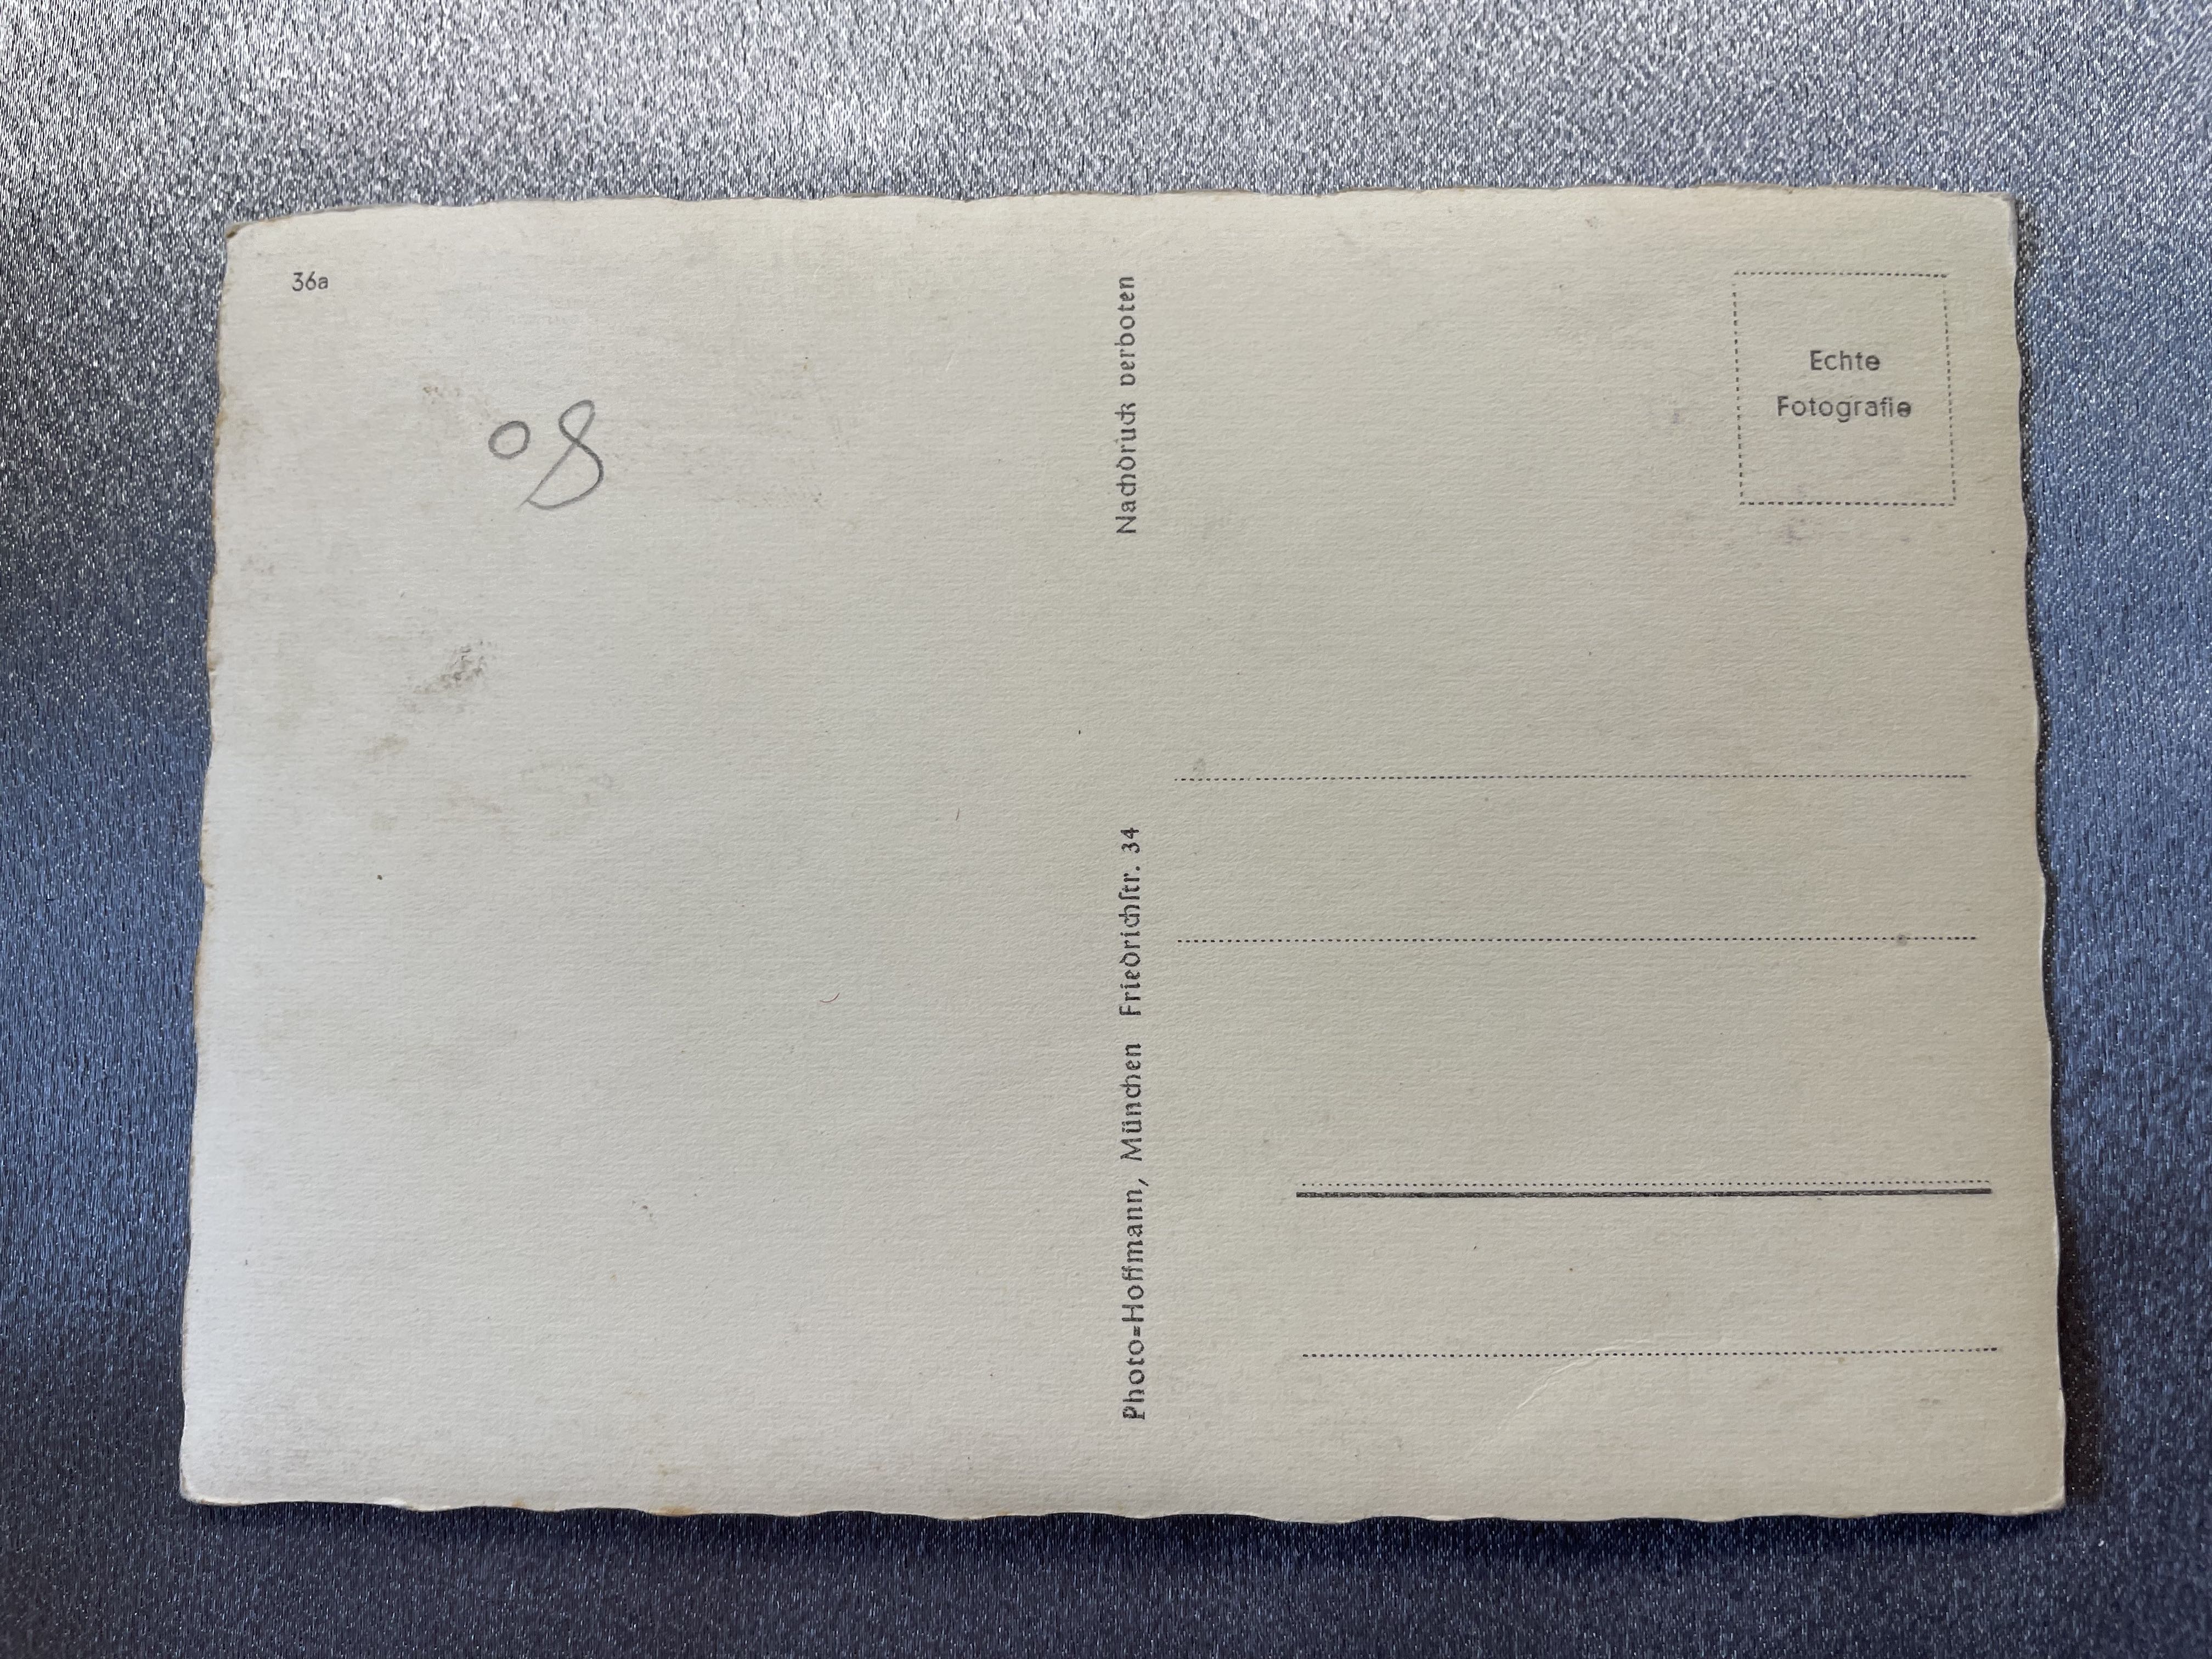 36a
08
Nachdruck verboten
Photo=Hoffmann, München Friedrichſtr. 34
Echte
Fotografie